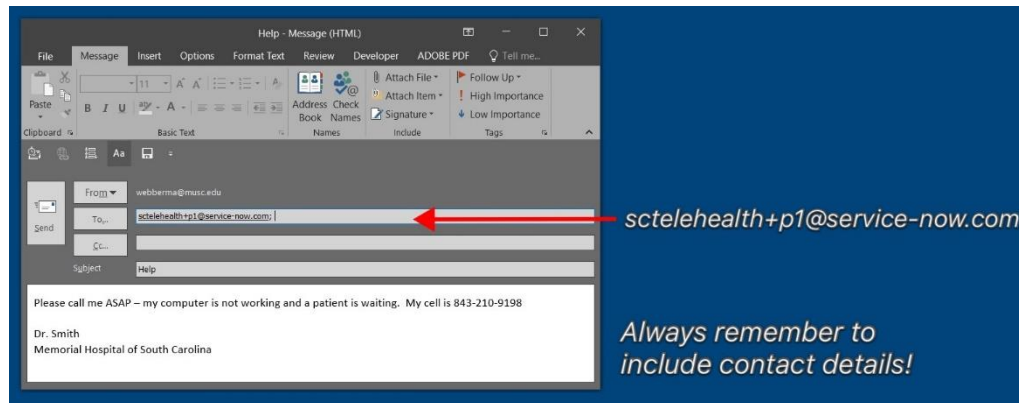 Help - Message (HTML)
File Message Insert Options Format Text Review Developer ADOBE PDF Tell me...
11
Paste
B I U A
Address Book
Check Names
Attach File
Attach Item
Signature
Follow Up
High Importance
Low Importance
Clipboard Basic Text Names Include Tags
Aa
From webberma@musc.edu
Send
To... sctelehealth+p1@service-now.com;
Cc...
Subject Help
Please call me ASAP – my computer is not working and a patient is waiting. My cell is 843-210-9198
Dr. Smith
Memorial Hospital of South Carolina
sctelehealth+p1@service-now.com
Always remember to
include contact details!